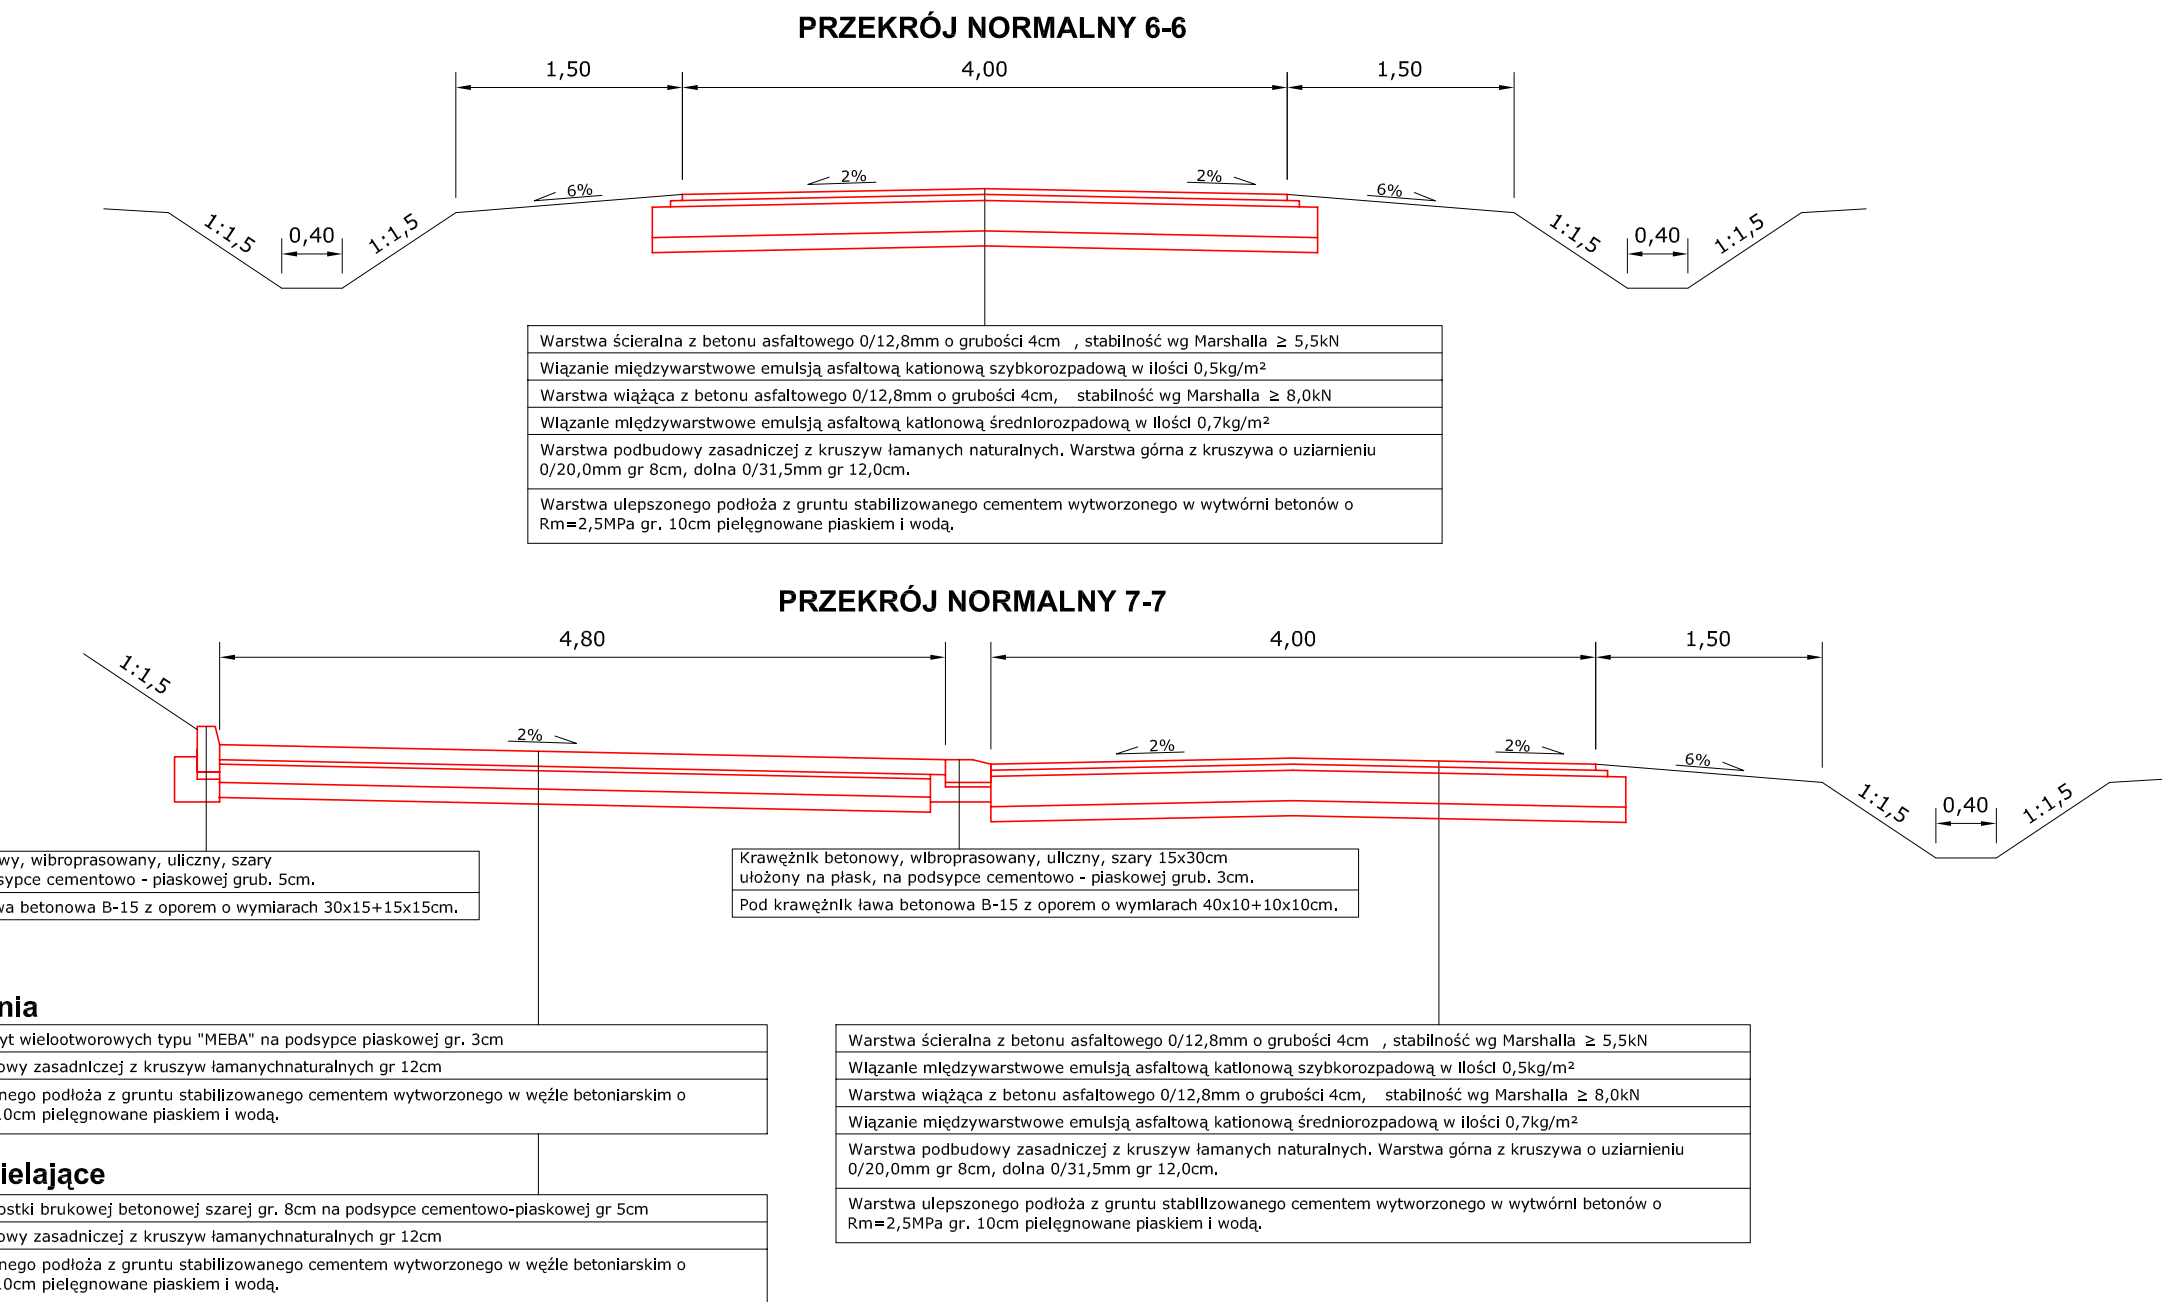 PRZEKRÓJ NORMALNY 6-6
1,50 4,00 1,50
6% 2% 2% 6%
1:1,5 0,40 1:1,5 1:1,5 0,40 1:1,5
Warstwa ścieralna z betonu asfaltowego 0/12,8mm o grubości 4cm , stabilność wg Marshalla ≥ 5,5kN
Wiązanie międzywarstwowe emulsją asfaltową kationową szybkorozpadową w ilości 0,5kg/m²
Warstwa wiążąca z betonu asfaltowego 0/12,8mm o grubości 4cm, stabilność wg Marshalla ≥ 8,0kN
Wiązanie międzywarstwowe emulsją asfaltową kationową średniorozpadową w ilości 0,7kg/m²
Warstwa podbudowy zasadniczej z kruszyw łamanych naturalnych. Warstwa górna z kruszywa o uziarnieniu
0/20,0mm gr 8cm, dolna 0/31,5mm gr 12,0cm.
Warstwa ulepszonego podłoża z gruntu stabilizowanego cementem wytworzonego w wytwórni betonów o
Rm=2,5MPa gr. 10cm pielęgnowane piaskiem i wodą.
PRZEKRÓJ NORMALNY 7-7
4,80 4,00 1,50
1:1,5 2% 2% 2% 6%
1:1,5 0,40 1:1,5
wy, wibroprasowany, uliczny, szary
sypce cementowo - piaskowej grub. 5cm.
wa betonowa B-15 z oporem o wymiarach 30x15+15x15cm.
Krawężnik betonowy, wibroprasowany, uliczny, szary 15x30cm
ułożony na płask, na podsypce cementowo - piaskowej grub. 3cm.
Pod krawężnik ława betonowa B-15 z oporem o wymiarach 40x10+10x10cm.
nia
yt wielootworowych typu "MEBA" na podsypce piaskowej gr. 3cm
owy zasadniczej z kruszyw łamanychnaturalnych gr 12cm
nego podłoża z gruntu stabilizowanego cementem wytworzonego w węźle betoniarskim o
.0cm pielęgnowane piaskiem i wodą.
ielające
ostki brukowej betonowej szarej gr. 8cm na podsypce cementowo-piaskowej gr 5cm
owy zasadniczej z kruszyw łamanychnaturalnych gr 12cm
nego podłoża z gruntu stabilizowanego cementem wytworzonego w węźle betoniarskim o
.0cm pielęgnowane piaskiem i wodą.
Warstwa ścieralna z betonu asfaltowego 0/12,8mm o grubości 4cm , stabilność wg Marshalla ≥ 5,5kN
Wiązanie międzywarstwowe emulsją asfaltową kationową szybkorozpadową w ilości 0,5kg/m²
Warstwa wiążąca z betonu asfaltowego 0/12,8mm o grubości 4cm, stabilność wg Marshalla ≥ 8,0kN
Wiązanie międzywarstwowe emulsją asfaltową kationową średniorozpadową w ilości 0,7kg/m²
Warstwa podbudowy zasadniczej z kruszyw łamanych naturalnych. Warstwa górna z kruszywa o uziarnieniu
0/20,0mm gr 8cm, dolna 0/31,5mm gr 12,0cm.
Warstwa ulepszonego podłoża z gruntu stabilizowanego cementem wytworzonego w wytwórni betonów o
Rm=2,5MPa gr. 10cm pielęgnowane piaskiem i wodą.